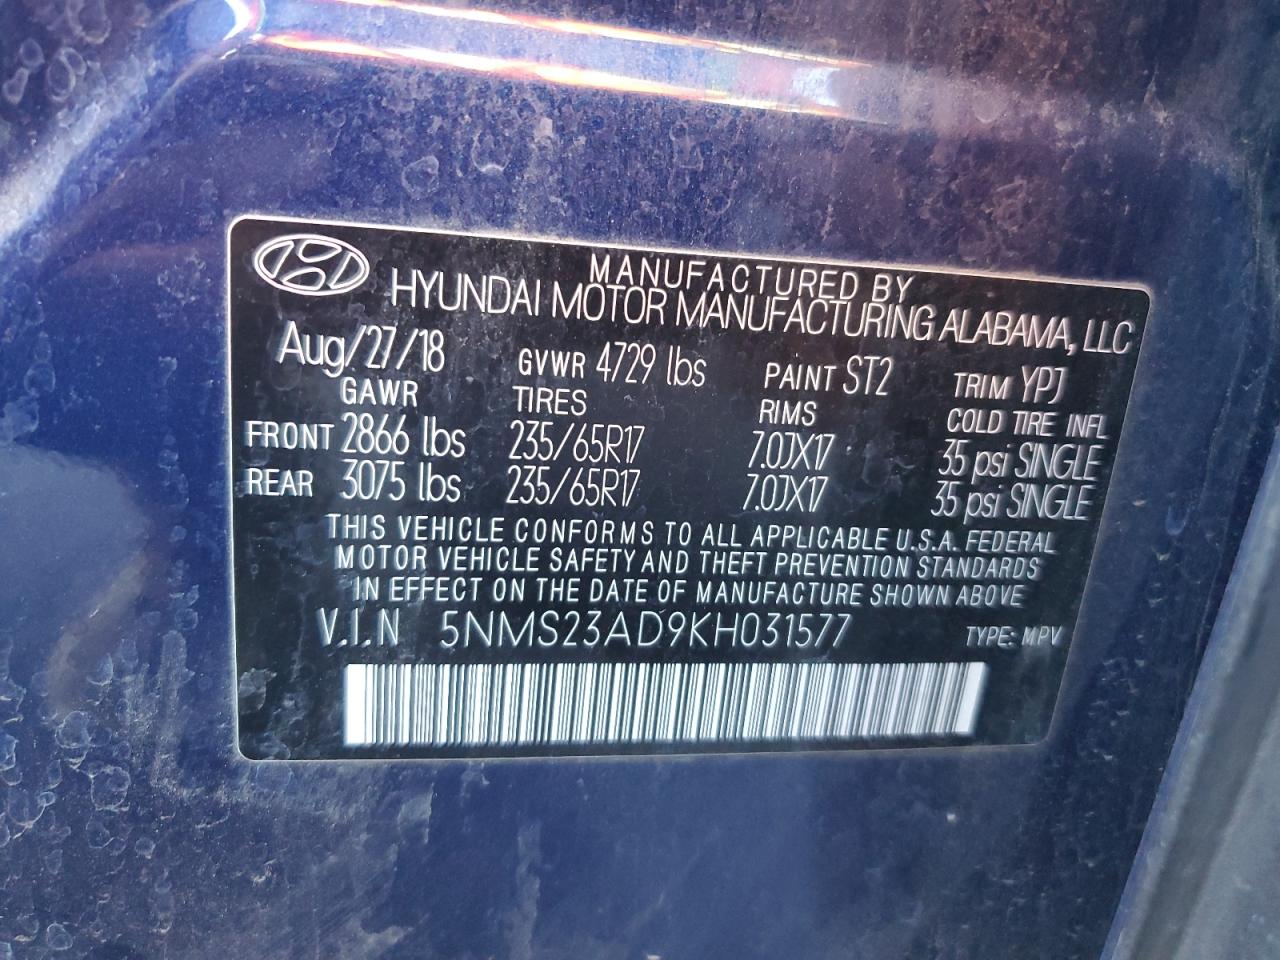 MANUFACTURED BY
HYUNDAI MOTOR MANUFACTURING ALABAMA, LLC
Aug/27/18 GVWR 4729 lbs PAINT ST2 TRIM YPJ
GAWR TIRES RIMS COLD TIRE INFL
FRONT 2866 lbs 235/65R17 7.0JX17 35 psi SINGLE
REAR 3075 lbs 235/65R17 7.0JX17 35 psi SINGLE
THIS VEHICLE CONFORMS TO ALL APPLICABLE U.S.A. FEDERAL
MOTOR VEHICLE SAFETY AND THEFT PREVENTION STANDARDS
IN EFFECT ON THE DATE OF MANUFACTURE SHOWN ABOVE
V.I.N 5NMS23AD9KH031577 TYPE: MPV